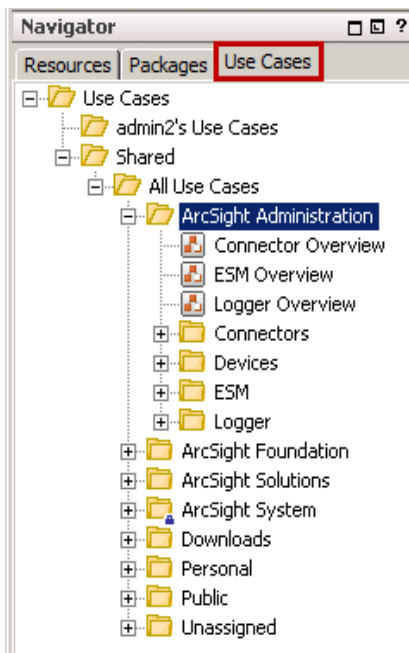 Navigator ?
Resources Packages Use Cases
Use Cases
admin2's Use Cases
Shared
All Use Cases
ArcSight Administration
Connector Overview
ESM Overview
Logger Overview
Connectors
Devices
ESM
Logger
ArcSight Foundation
ArcSight Solutions
ArcSight System
Downloads
Personal
Public
Unassigned